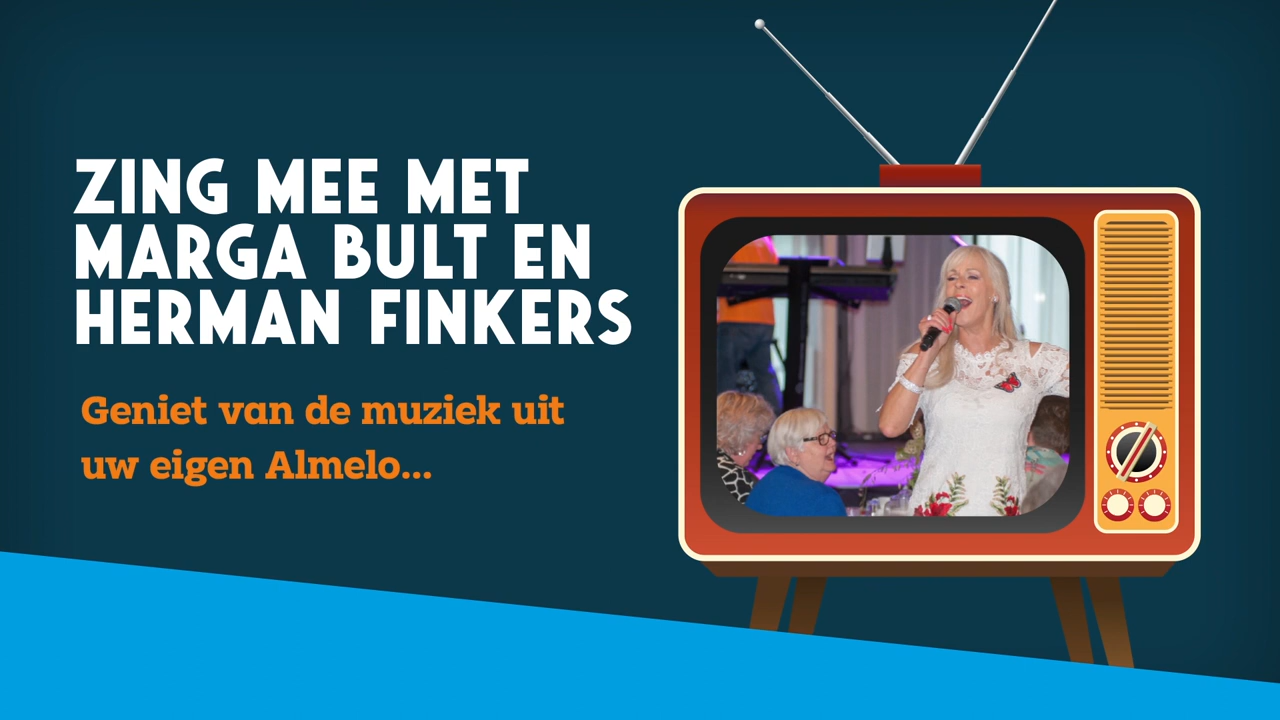 ZING MEE MET
MARGA BULT EN
HERMAN FINKERS
Geniet van de muziek uit
uw eigen Almelo...